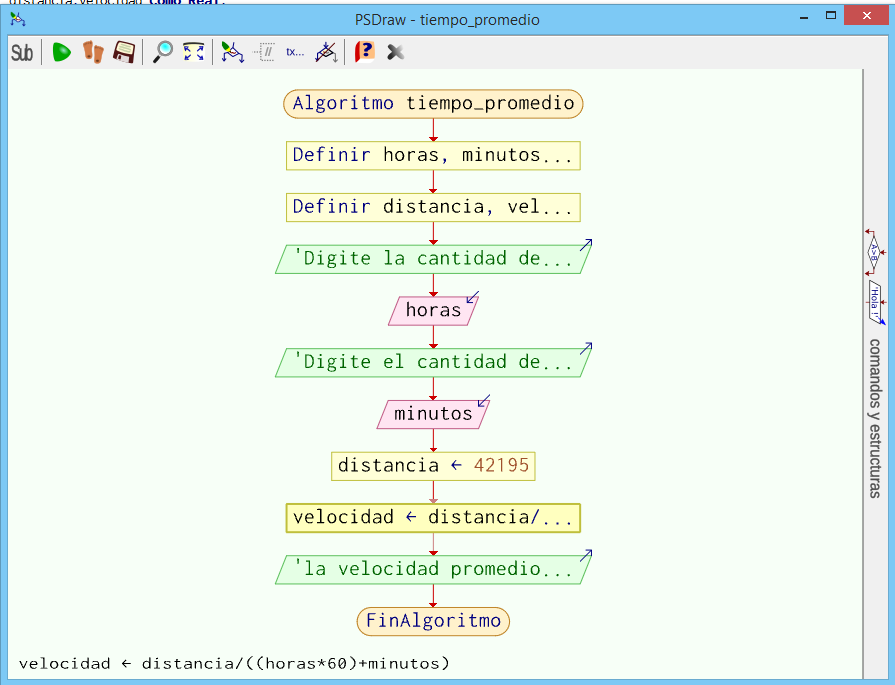 distancia,velocidad Como Real;
PSDraw - tiempo_promedio
Sub
tx...
Algoritmo tiempo_promedio
Definir horas, minutos...
Definir distancia, vel...
'Digite la cantidad de...
horas
'Digite el cantidad de...
minutos
distancia ← 42195
velocidad ← distancia/...
'la velocidad promedio...
FinAlgoritmo
A>B
'Hola !'
comandos y estructuras
velocidad ← distancia/((horas*60)+minutos)